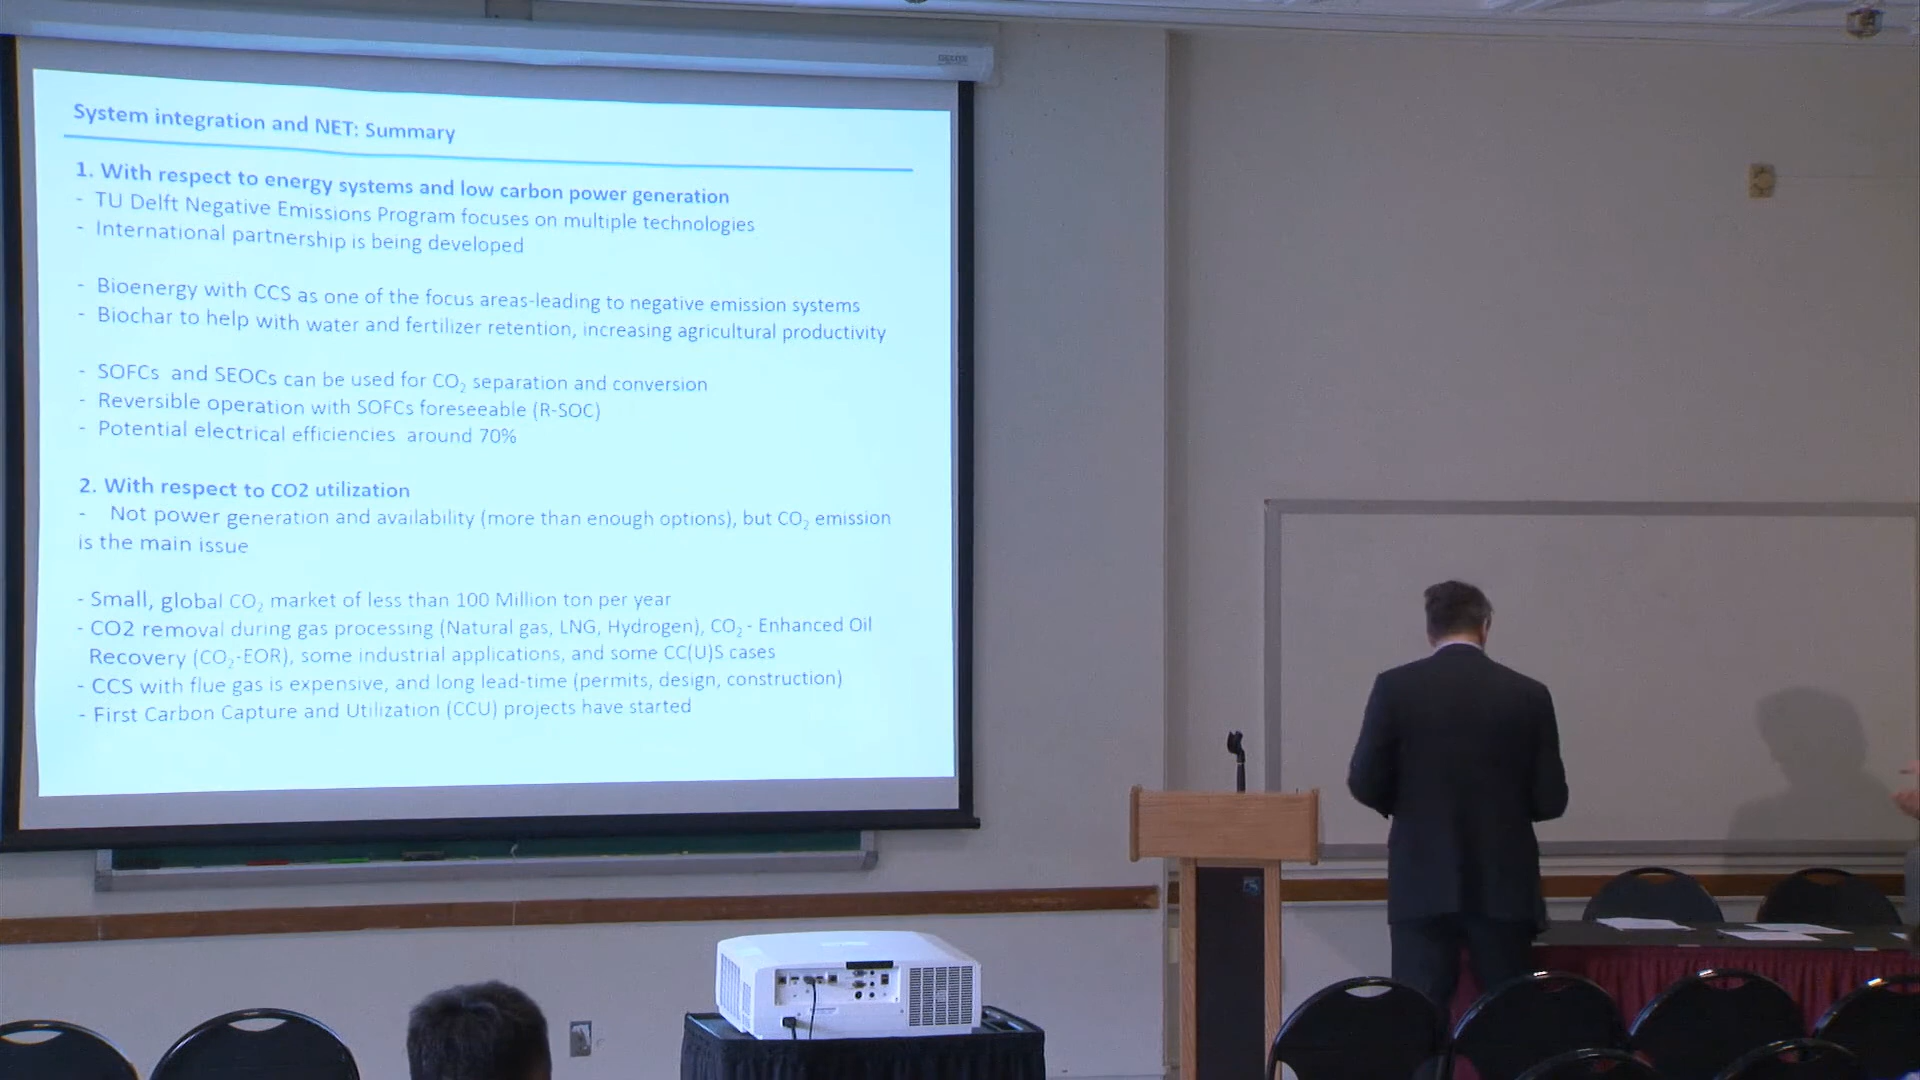 System integration and NET: Summary
1. With respect to energy systems and low carbon power generation
- TU Delft Negative Emissions Program focuses on multiple technologies
- International partnership is being developed
- Bioenergy with CCS as one of the focus areas-leading to negative emission systems
- Biochar to help with water and fertilizer retention, increasing agricultural productivity
- SOFCs and SEOCs can be used for CO₂ separation and conversion
- Reversible operation with SOFCs foreseeable (R-SOC)
- Potential electrical efficiencies around 70%
2. With respect to CO2 utilization
- Not power generation and availability (more than enough options), but CO₂ emission
is the main issue
- Small, global CO₂ market of less than 100 Million ton per year
- CO2 removal during gas processing (Natural gas, LNG, Hydrogen), CO₂ - Enhanced Oil
Recovery (CO₂-EOR), some industrial applications, and some CC(U)S cases
- CCS with flue gas is expensive, and long lead-time (permits, design, construction)
- First Carbon Capture and Utilization (CCU) projects have started